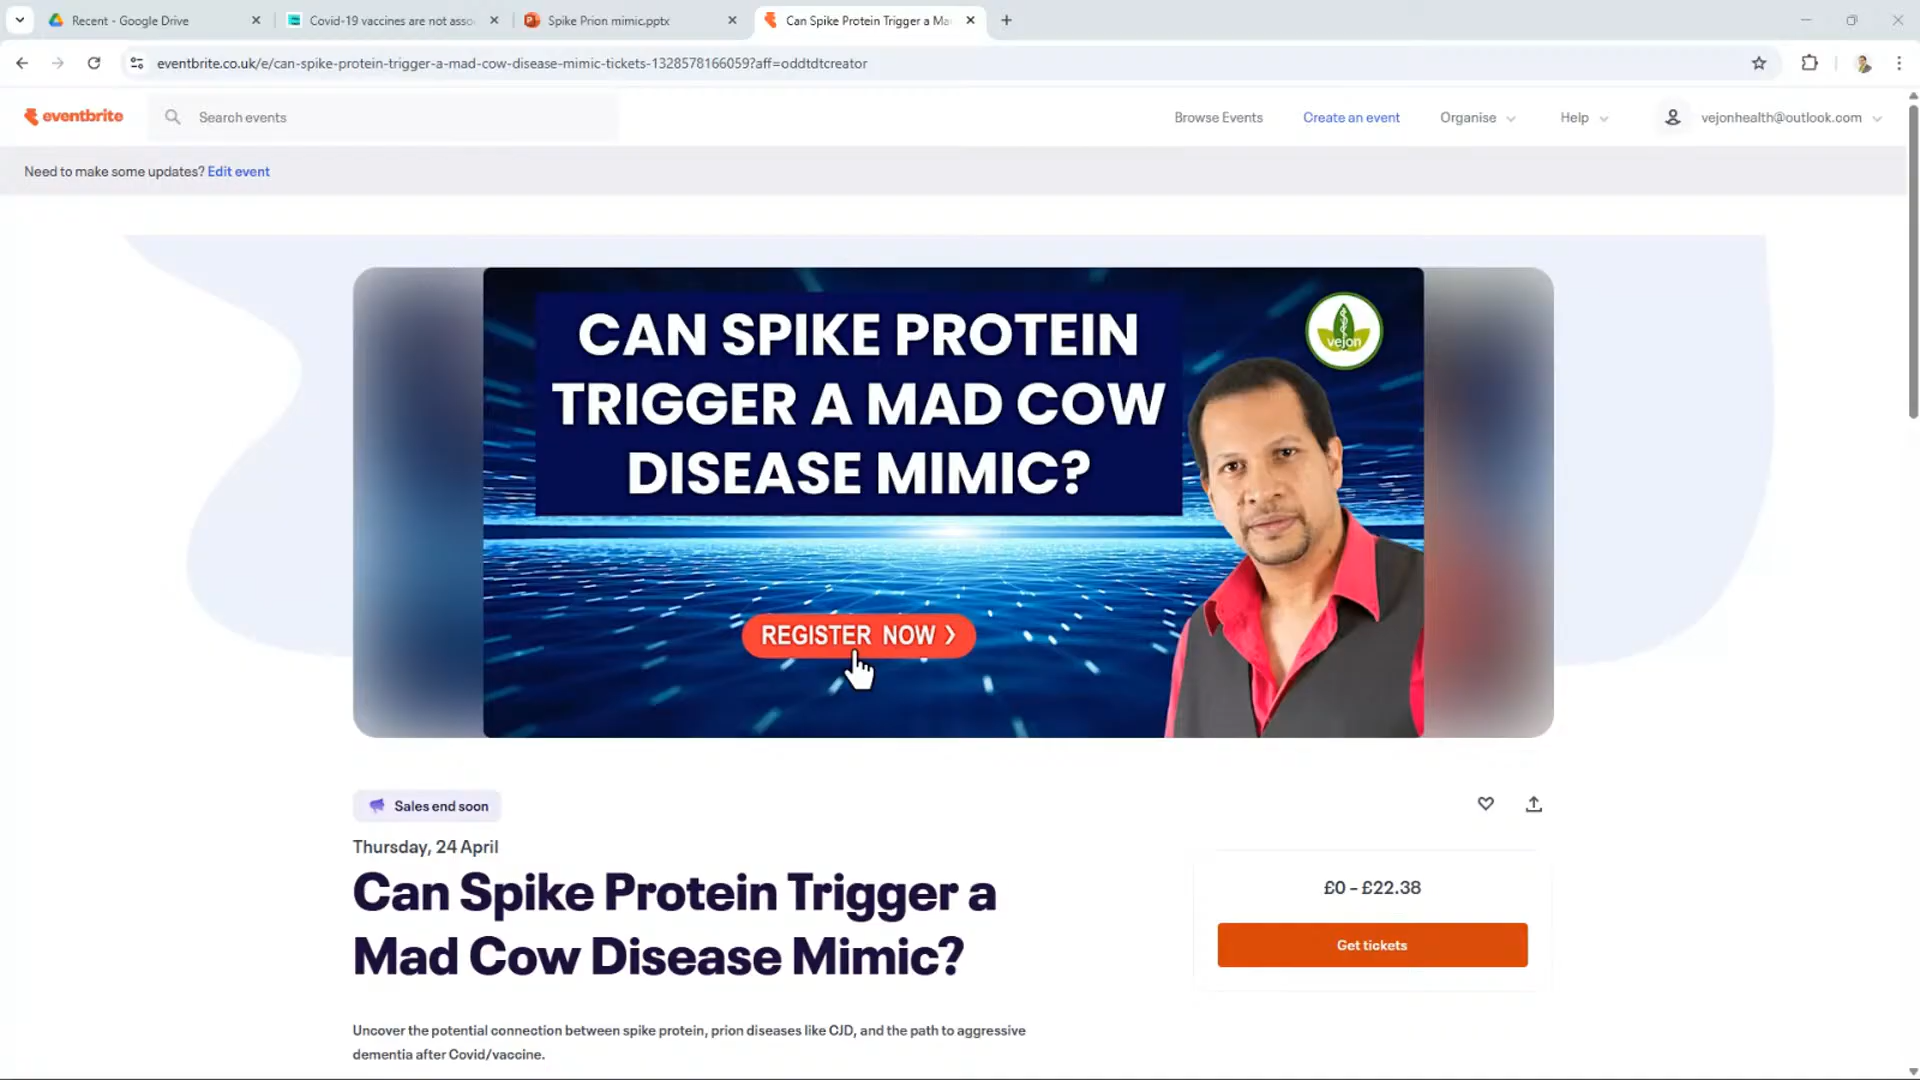 Recent - Google Drive
Covid-19 vaccines are not asso
Spike Prion mimic.pptx
Can Spike Protein Trigger a Ma
eventbrite.co.uk/e/can-spike-protein-trigger-a-mad-cow-disease-mimic-tickets-1328578166059?aff=oddtdtcreator
eventbrite
Search events
Browse Events
Create an event
Organise
Help
vejonhealth@outlook.com
Need to make some updates? Edit event
CAN SPIKE PROTEIN
TRIGGER A MAD COW
DISEASE MIMIC?
vejon
REGISTER NOW >
Sales end soon
Thursday, 24 April
Can Spike Protein Trigger a
Mad Cow Disease Mimic?
£0 – £22.38
Get tickets
Uncover the potential connection between spike protein, prion diseases like CJD, and the path to aggressive
dementia after Covid/vaccine.